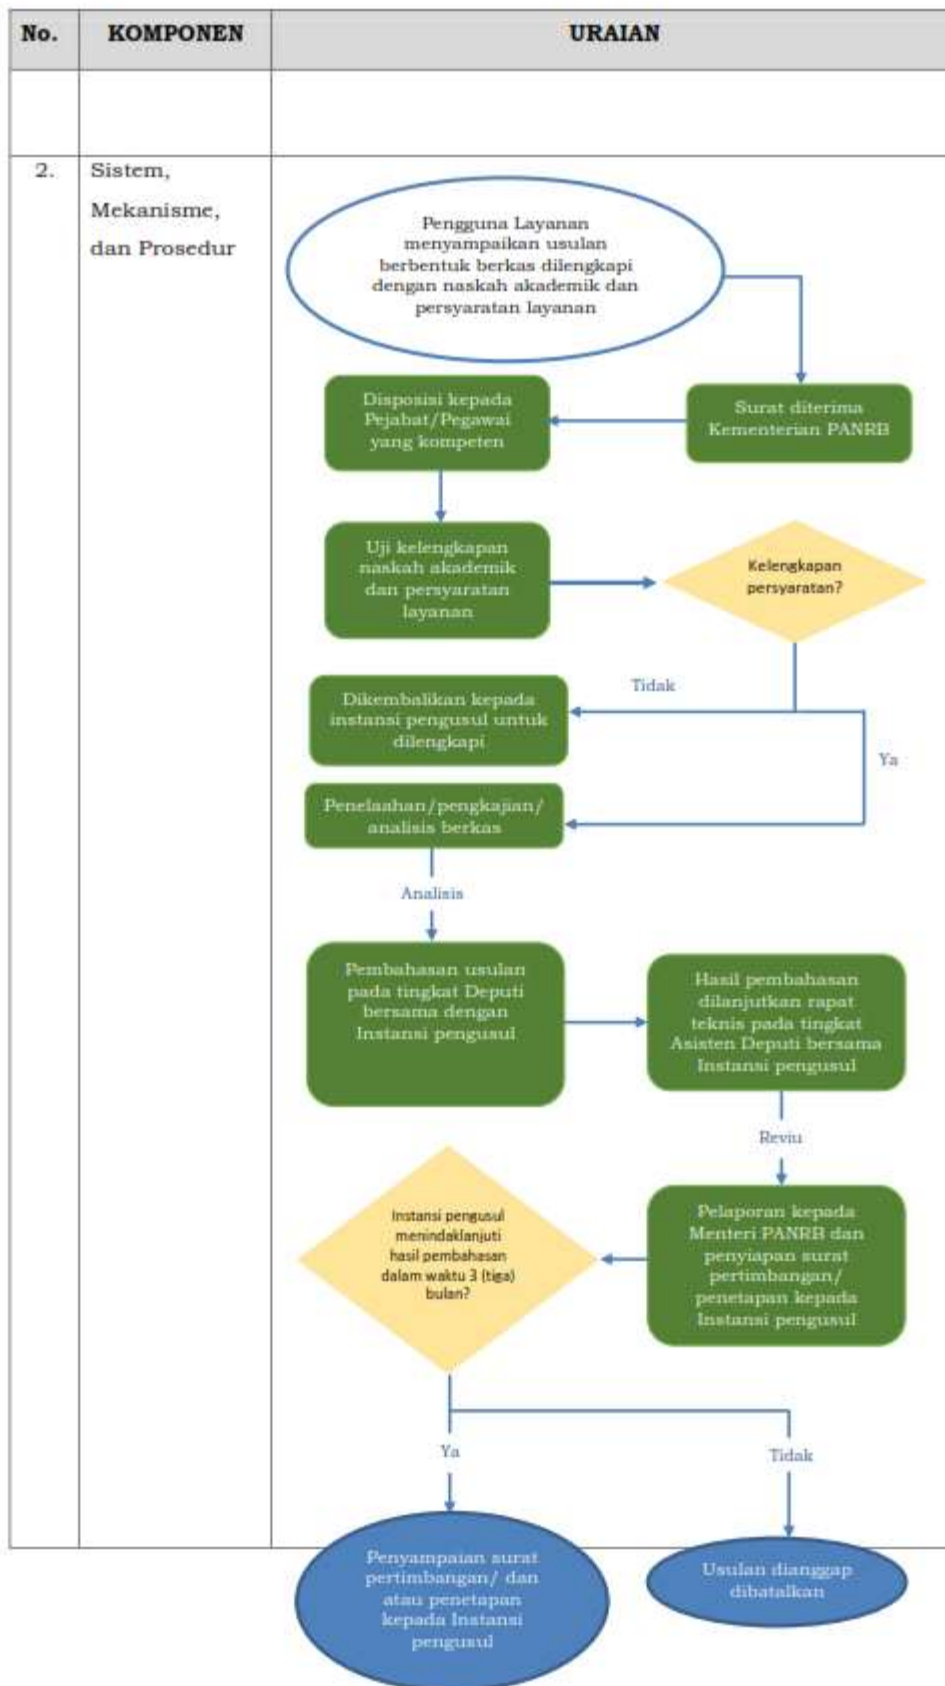 No. KOMPONEN URAIAN
2. Sistem,
Mekanisme,
dan Prosedur
Pengguna Layanan
menyampaikan usulan
berbentuk berkas dilengkapi
dengan naskah akademik dan
persyaratan layanan
Surat diterima
Kementerian PANRB
Disposisi kepada
Pejabat/Pegawai
yang kompeten
Uji kelengkapan
naskah akademik
dan persyaratan
layanan
Kelengkapan
persyaratan?
Tidak
Dikembalikan kepada
instansi pengusul untuk
dilengkapi
Ya
Penelaahan/pengkajian/
analisis berkas
Analisis
Pembahasan usulan
pada tingkat Deputi
bersama dengan
Instansi pengusul
Hasil pembahasan
dilanjutkan rapat
teknis pada tingkat
Asisten Deputi bersama
Instansi pengusul
Reviu
Pelaporan kepada
Menteri PANRB dan
penyiapan surat
pertimbangan/
penetapan kepada
Instansi pengusul
Instansi pengusul
menindaklanjuti
hasil pembahasan
dalam waktu 3 (tiga)
bulan?
Ya
Tidak
Penyampaian surat
pertimbangan/ dan
atau penetapan
kepada Instansi
pengusul
Usulan dianggap
dibatalkan